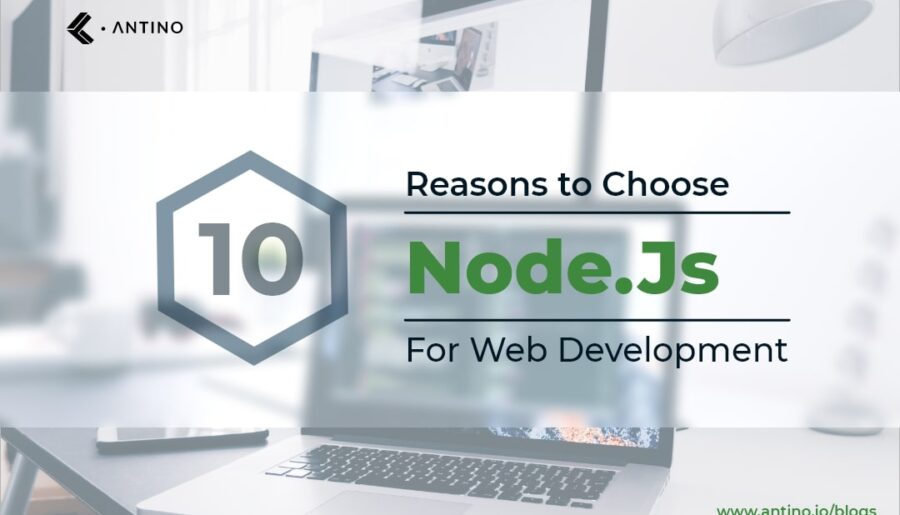 ANTINO
10
Reasons to Choose
Node.Js
For Web Development
www.antino.io/blogs